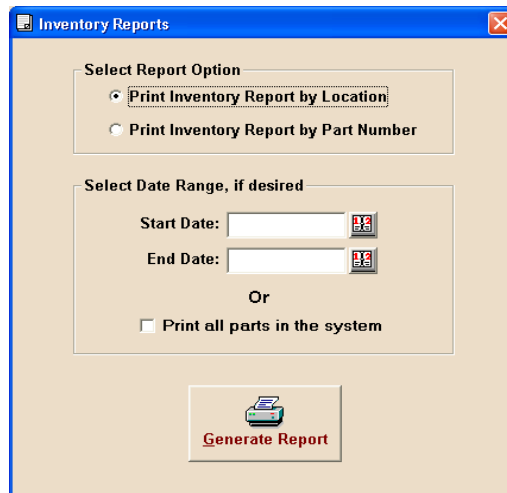 Inventory Reports
Select Report Option
Print Inventory Report by Location
Print Inventory Report by Part Number
Select Date Range, if desired
Start Date:
End Date:
Or
Print all parts in the system
Generate Report